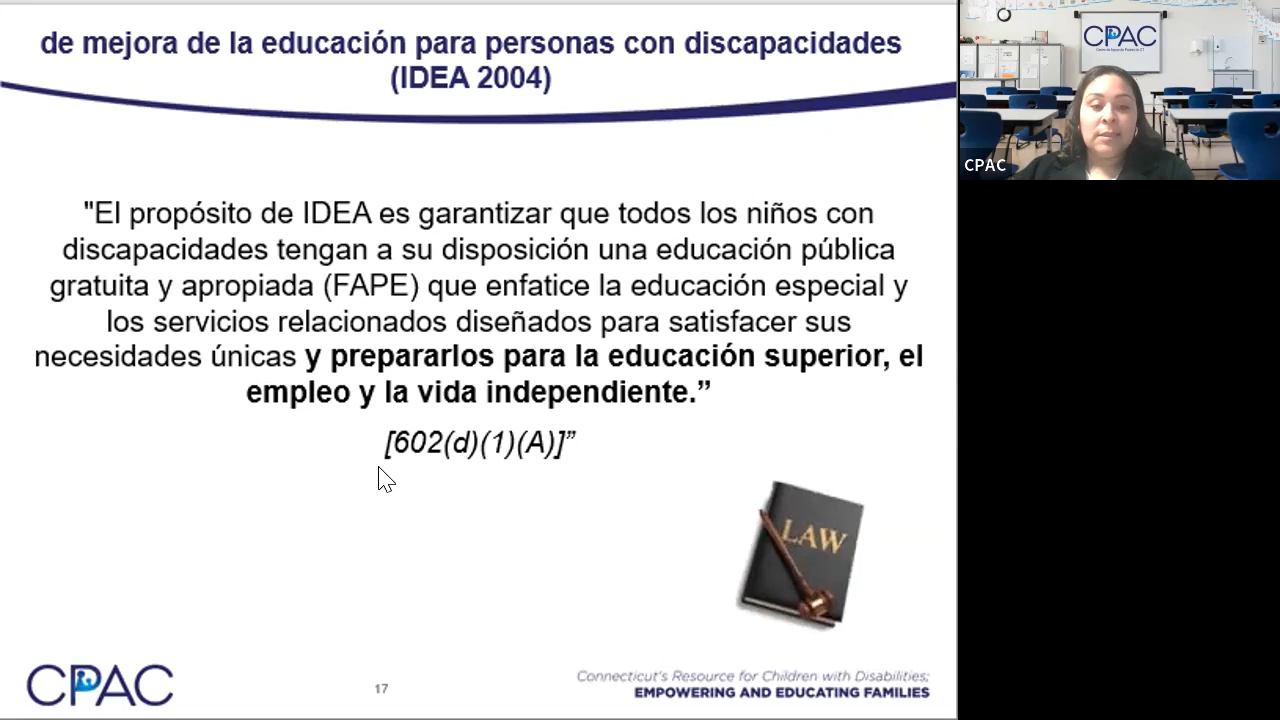 de mejora de la educación para personas con discapacidades
(IDEA 2004)
"El propósito de IDEA es garantizar que todos los niños con
discapacidades tengan a su disposición una educación pública
gratuita y apropiada (FAPE) que enfatice la educación especial y
los servicios relacionados diseñados para satisfacer sus
necesidades únicas y prepararlos para la educación superior, el
empleo y la vida independiente.”
[602(d)(1)(A)]”
LAW
CPAC
17
Connecticut's Resource for Children with Disabilities;
EMPOWERING AND EDUCATING FAMILIES
CPAC
CPAC